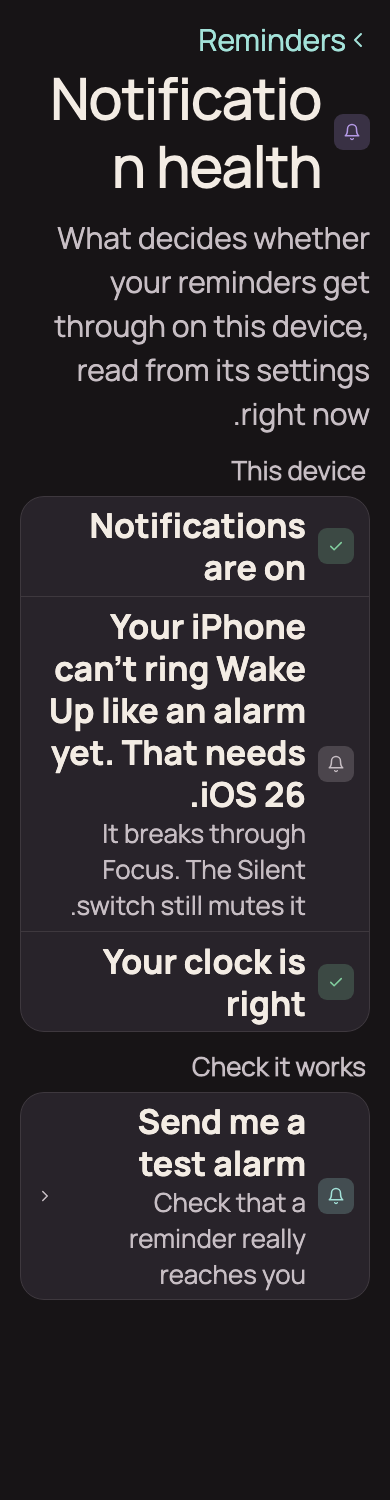 Reminders
Notificatio
n health
What decides whether
your reminders get
through on this device,
read from its settings
.right now
This device
Notifications
are on
Your iPhone
can’t ring Wake
Up like an alarm
yet. That needs
.iOS 26
It breaks through
Focus. The Silent
.switch still mutes it
Your clock is
right
Check it works
Send me a
test alarm
Check that a
reminder really
reaches you